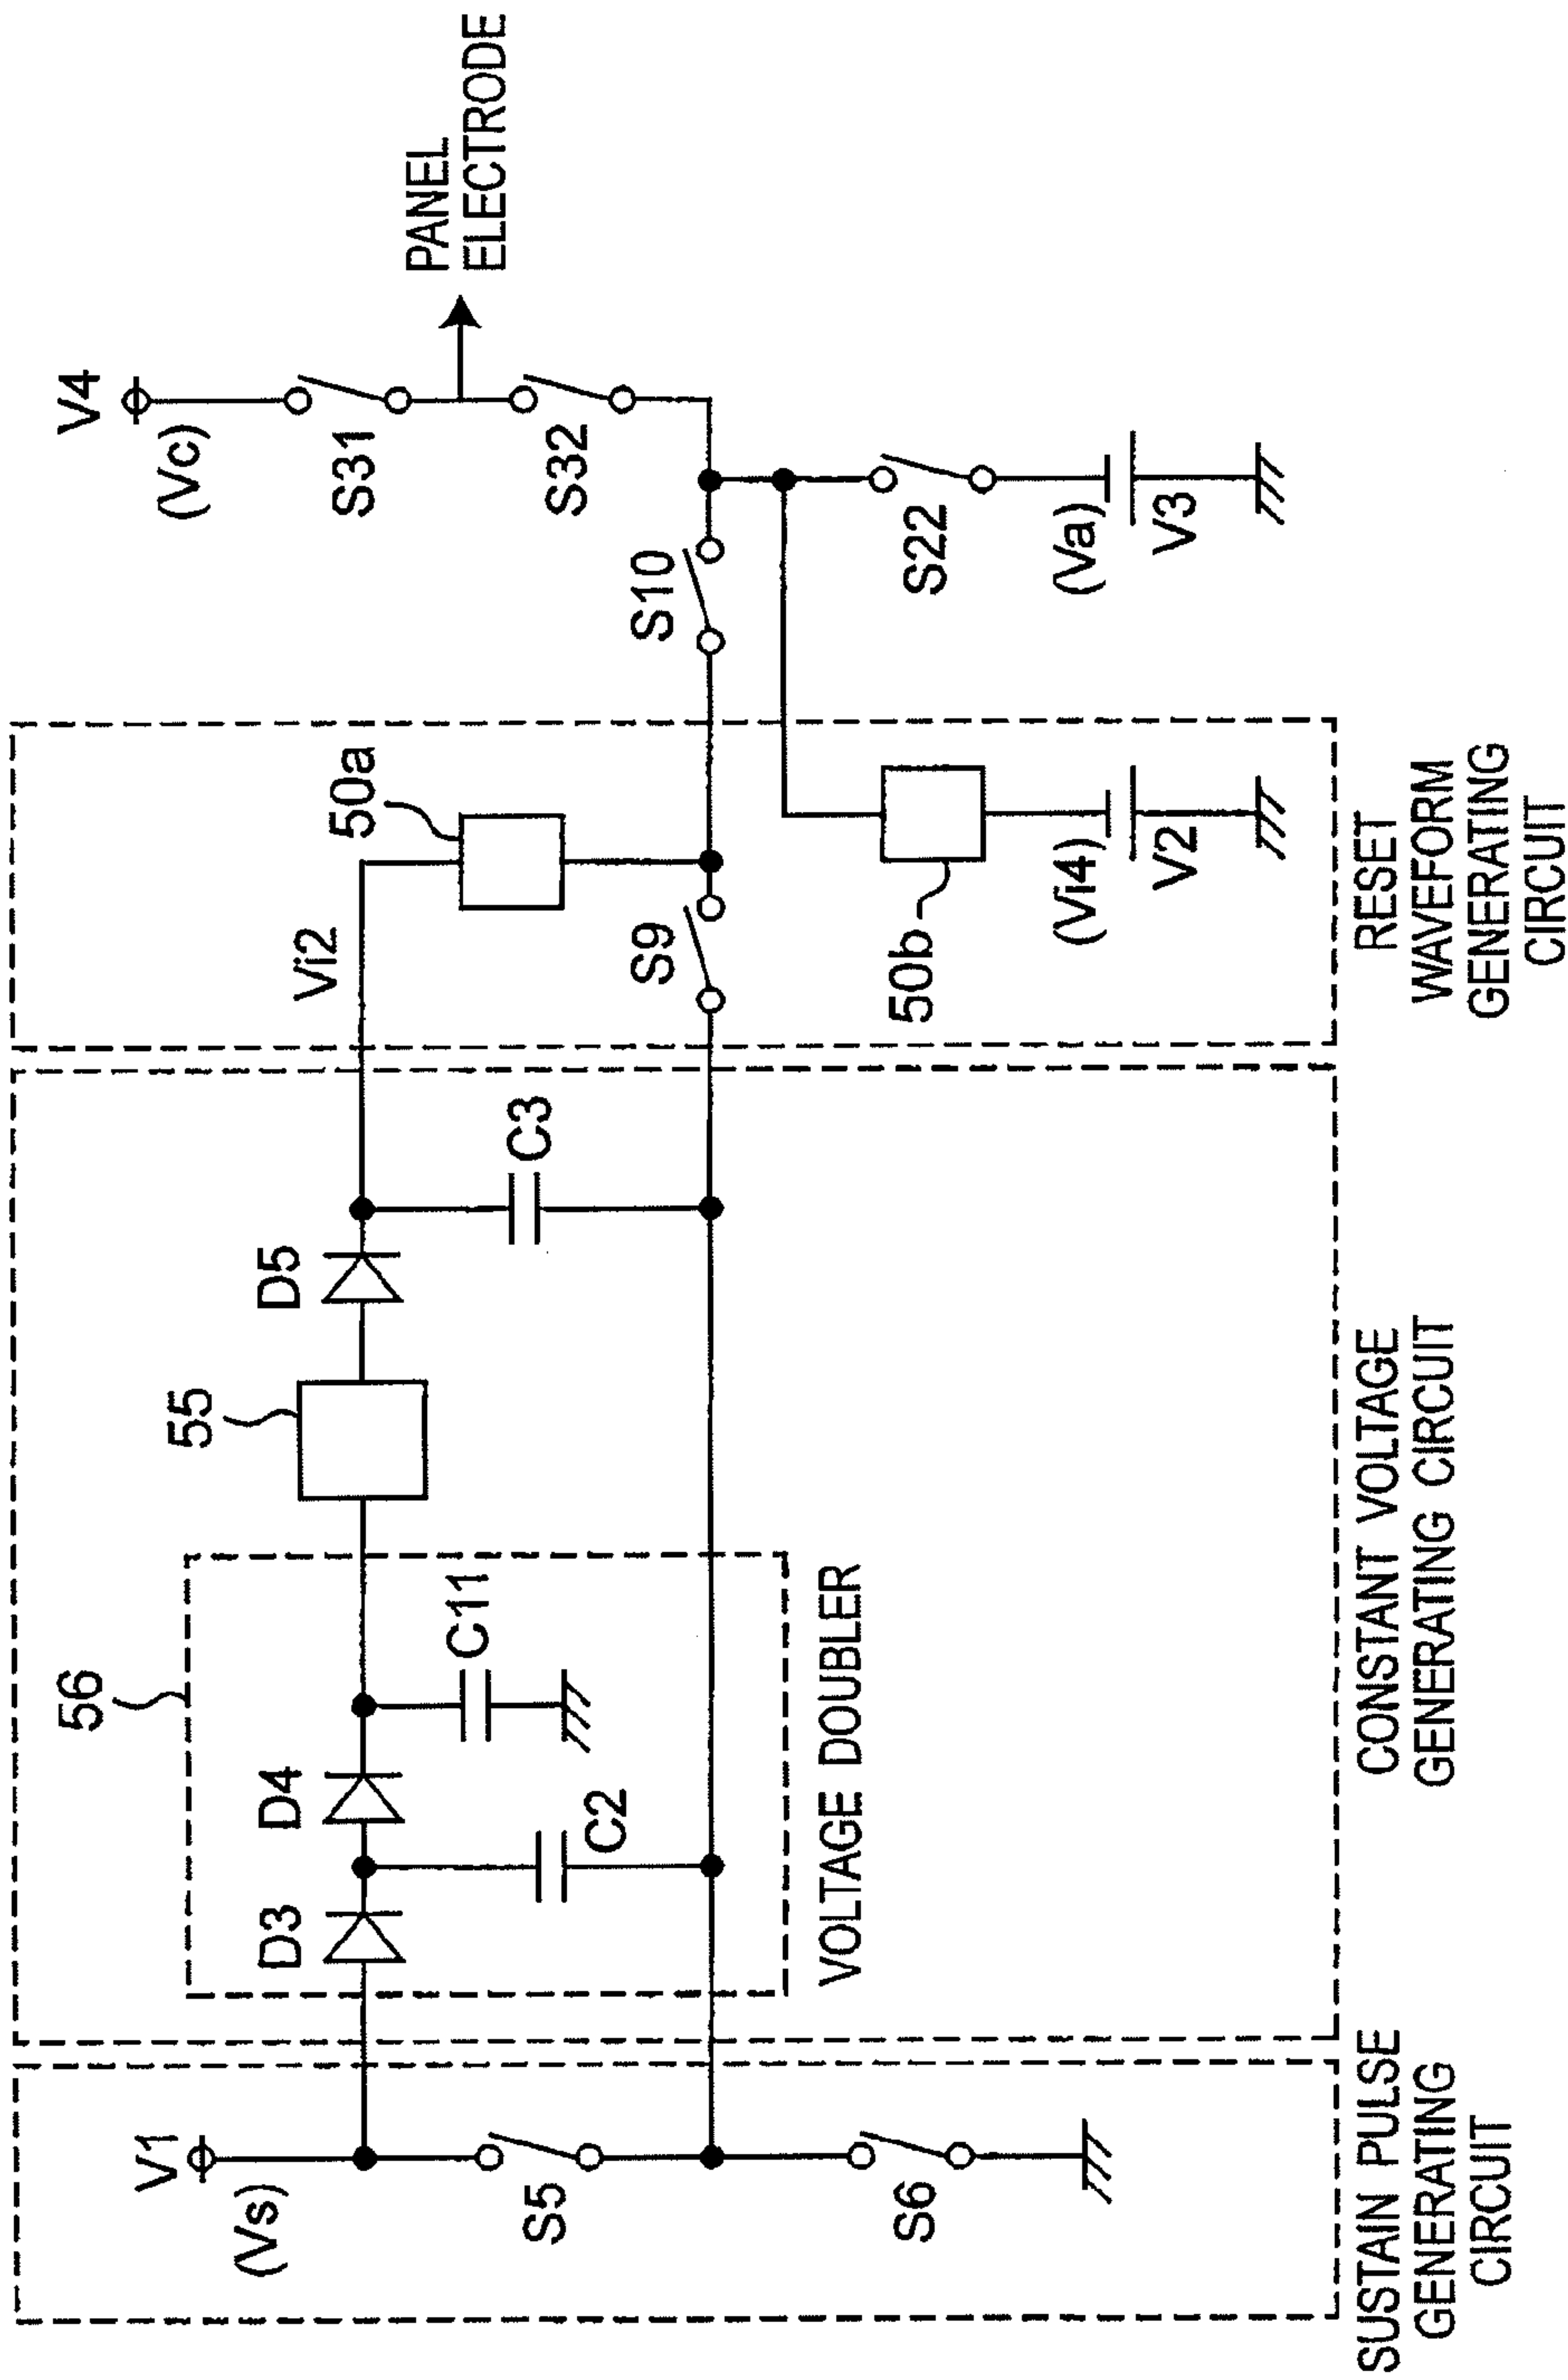 V4
(Vc)
S31
S32
PANEL
ELECTRODE
S10
S22
(Va)
V3
50a
Vi2
S9
50b
(Vi4)
V2
RESET
WAVEFORM
GENERATING
CIRCUIT
C3
D5
55
56
C11
D4
C2
D3
VOLTAGE DOUBLER
CONSTANT VOLTAGE
GENERATING CIRCUIT
V1
(Vs)
S5
S6
SUSTAIN PULSE
GENERATING
CIRCUIT